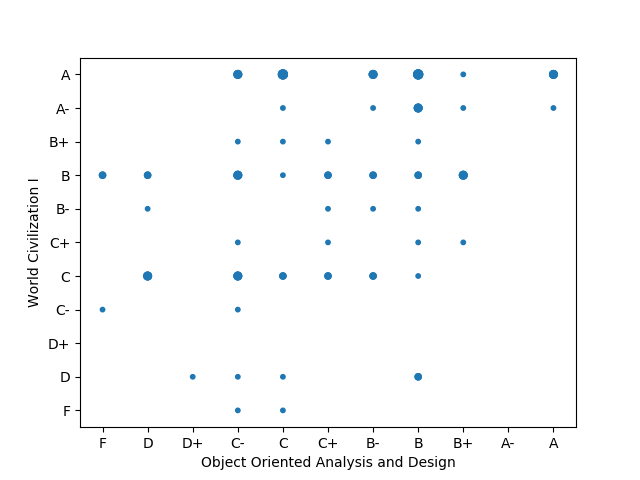 A
A-
B+
B
B-
C+
C
C-
D+
D
F
World Civilization I
F D D+ C- C C+ B- B B+ A- A
Object Oriented Analysis and Design